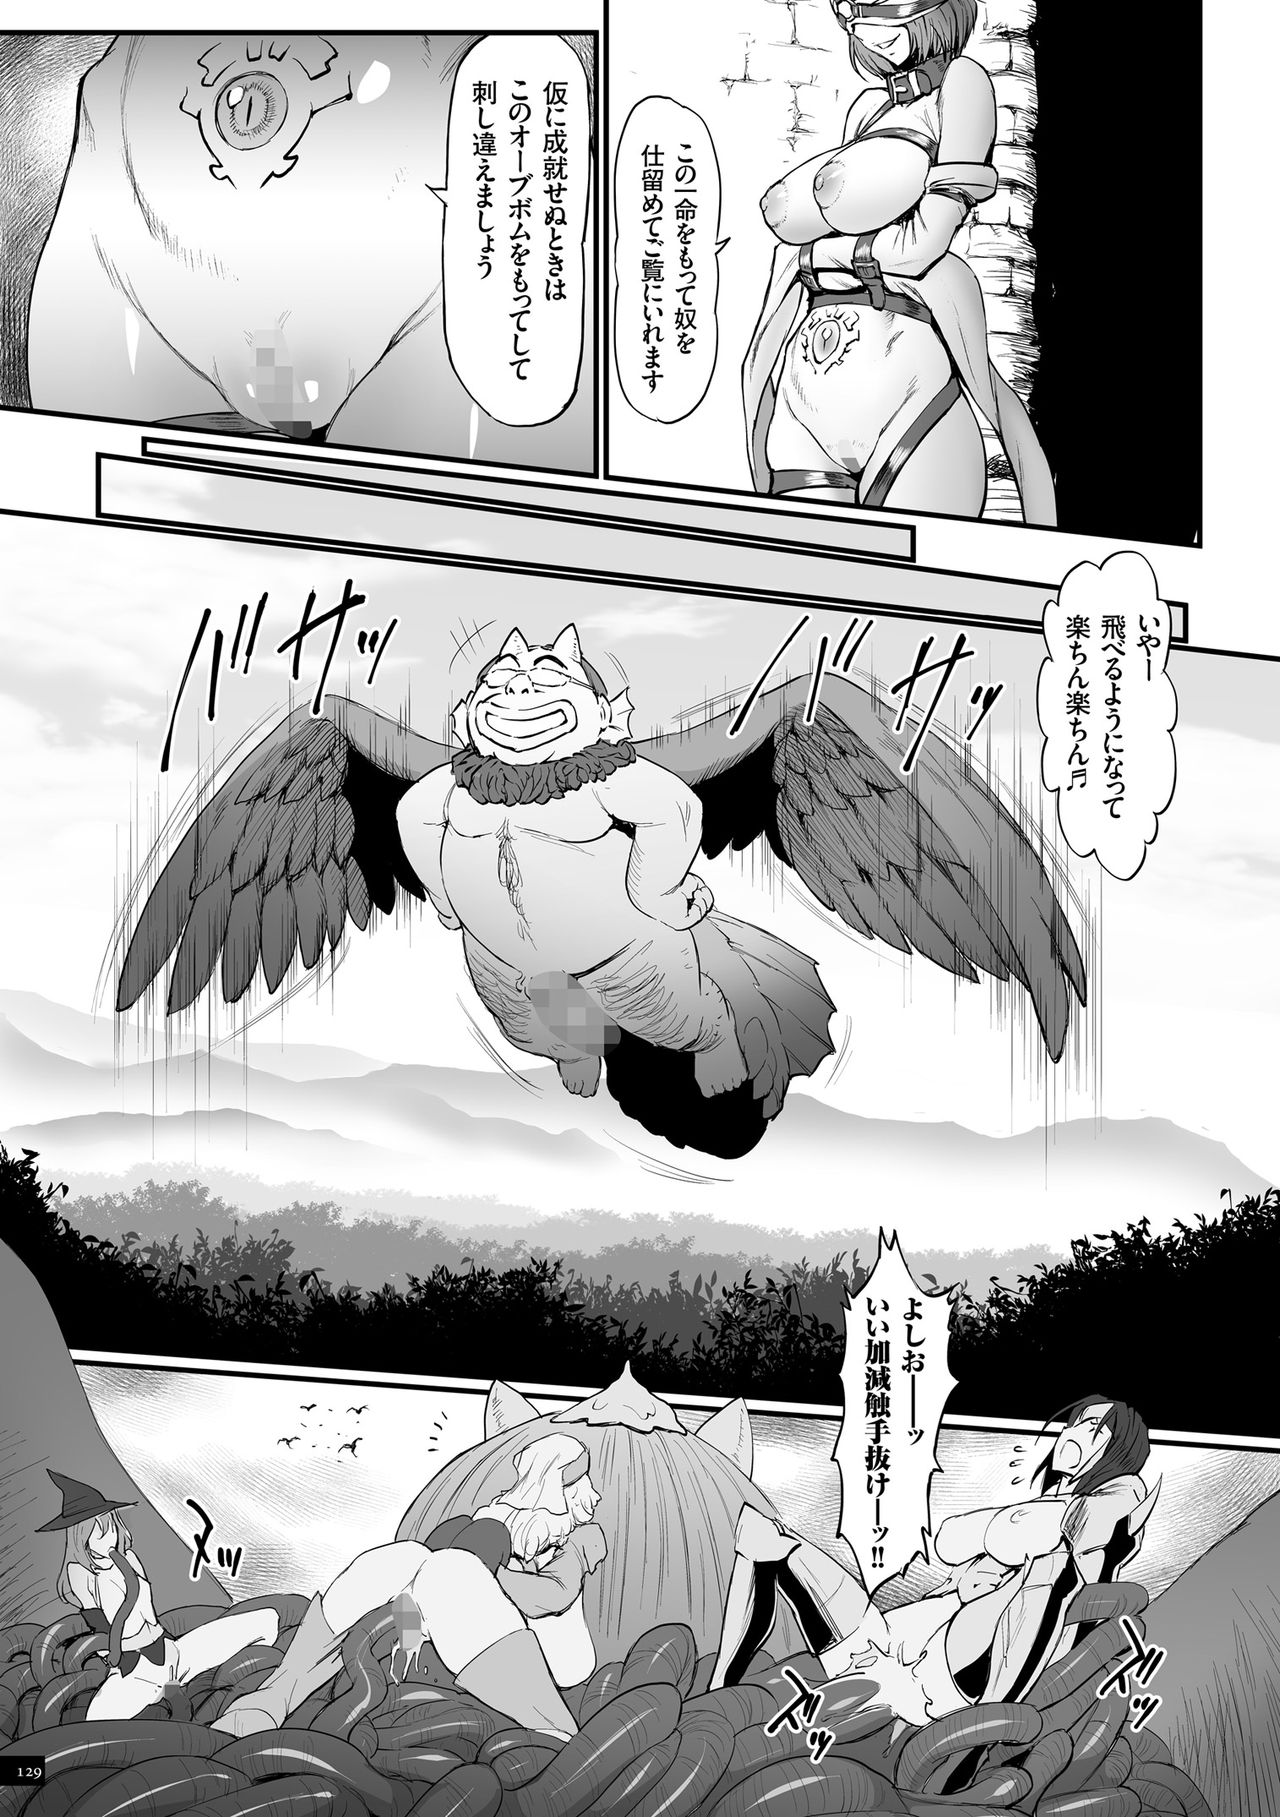 この一命をもって奴を
仕留めてご覧にいれます
仮に成就せぬときは
このオーブボムをもってして
刺し違えましょう
いやー
飛べるようになって
楽ちん楽ちん♬
バサッ
バサッ
よしおーーッ
いい加減触手抜けーッ!!
ズッ
ズッ
ヌッ
129